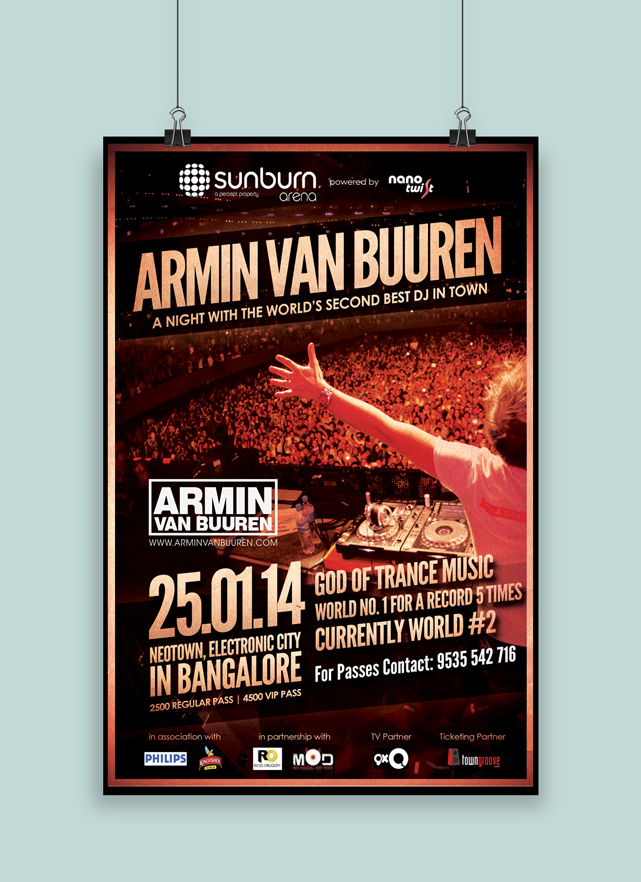 sunburn
a percept property
arena
powered by
nano twist
ARMIN VAN BUUREN
A NIGHT WITH THE WORLD'S SECOND BEST DJ IN TOWN
ARMIN
VAN BUUREN
WWW.ARMINVANBUUREN.COM
25.01.14
NEOTOWN, ELECTRONIC CITY
IN BANGALORE
2500 REGULAR PASS | 4500 VIP PASS
GOD OF TRANCE MUSIC
WORLD NO. 1 FOR A RECORD 5 TIMES
CURRENTLY WORLD #2
For Passes Contact: 9535 542 716
in association with
in partnership with
TV Partner
Ticketing Partner
PHILIPS
KINGFISHER
RO
MOD
9XO
towngroove